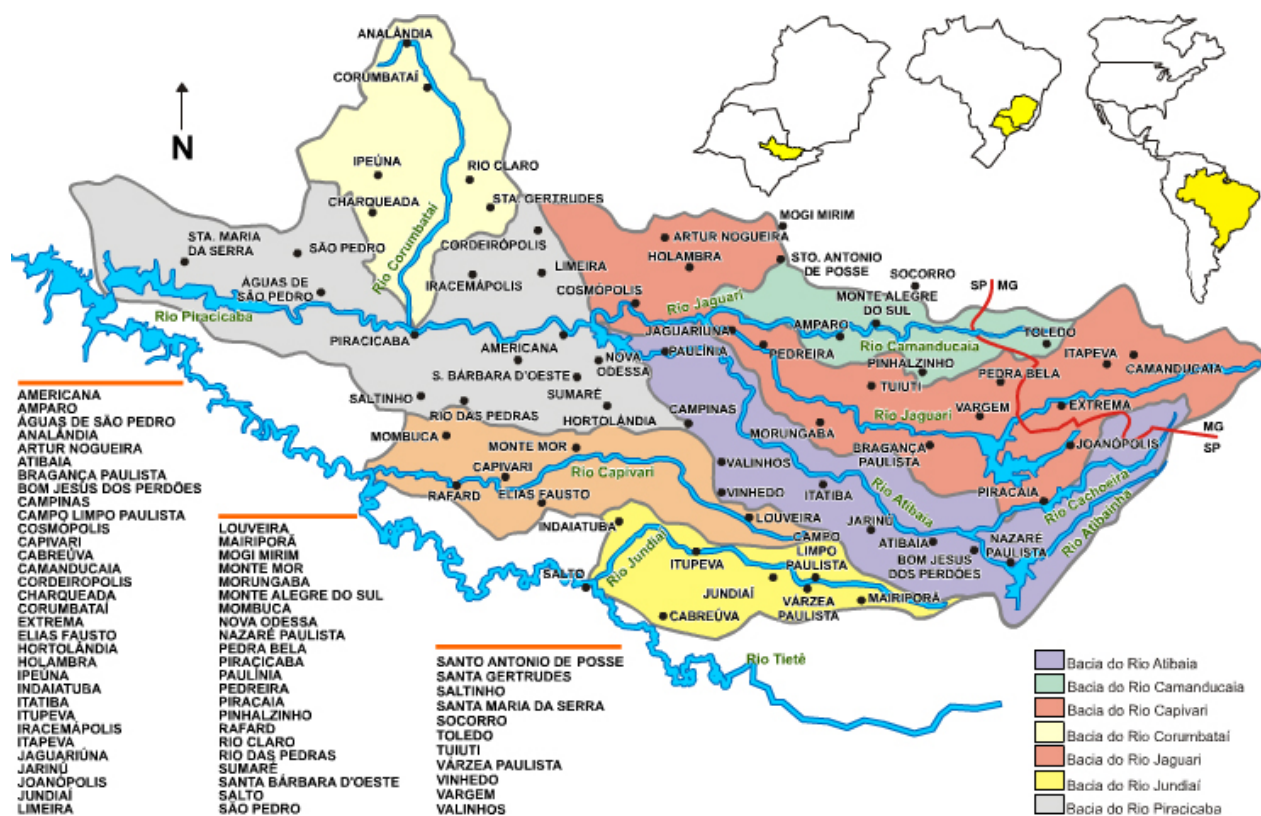 ANALÂNDIA
CORUMBATAÍ
N
IPEÚNA
RIO CLARO
CHARQUEADA
STA. GERTRUDES
Rio Corumbataí
MOGI MIRIM
STA. MARIA
DA SERRA
SÃO PEDRO
CORDEIRÓPOLIS
ARTUR NOGUEIRA
HOLAMBRA
STO. ANTONIO
DE POSSE
LIMEIRA
IRACEMÁPOLIS
SOCORRO
SP MG
ÁGUAS DE
SÃO PEDRO
COSMÓPOLIS
Rio Jaguari
MONTE ALEGRE
DO SUL
Rio Piracicaba
PIRACICABA
AMERICANA
JAGUARIUNA
AMPARO
Rio Camanducaia
TOLEDO
PAULÍNIA
PEDREIRA
NOVA
ODESSA
ITAPEVA
CAMANDUCAIA
S. BÁRBARA D'OESTE
PINHALZINHO
PEDRA BELA
TUIUTI
SALTINHO
SUMARÉ
RIO DAS PEDRAS
HORTOLÂNDIA
CAMPINAS
Rio Jaguari
VARGEM
EXTREMA
MOMBUCA
MONTE MOR
MORUNGABA
BRAGANÇA
PAULISTA
JOANÓPOLIS
MG
SP
CAPIVARI
Rio Capivari
VALINHOS
RAFARD
ELIAS FAUSTO
VINHEDO
ITATIBA
Rio Atibaia
PIRACAIA
Rio Cachoeira
Rio Atibainha
INDAIATUBA
LOUVEIRA
JARINÚ
CAMPO
LIMPO
PAULISTA
ATIBAIA
NAZARÉ
PAULISTA
BOM JESUS
DOS PERDÕES
Rio Jundiaí
ITUPEVA
SALTO
JUNDIAÍ
VÁRZEA
PAULISTA
MAIRIPORÃ
CABREÚVA
Rio Tietê
AMERICANA
AMPARO
ÁGUAS DE SÃO PEDRO
ANALÂNDIA
ARTUR NOGUEIRA
ATIBAIA
BRAGANÇA PAULISTA
BOM JESUS DOS PERDÕES
CAMPINAS
CAMPO LIMPO PAULISTA
COSMÓPOLIS
CAPIVARI
CABREÚVA
CAMANDUCAIA
CORDEIROPOLIS
CHARQUEADA
CORUMBATAÍ
EXTREMA
ELIAS FAUSTO
HORTOLÂNDIA
HOLAMBRA
IPEÚNA
INDAIATUBA
ITATIBA
ITUPEVA
IRACEMÁPOLIS
ITAPEVA
JAGUARIÚNA
JARINÚ
JOANÓPOLIS
JUNDIAÍ
LIMEIRA
LOUVEIRA
MAIRIPORÃ
MOGI MIRIM
MONTE MOR
MORUNGABA
MONTE ALEGRE DO SUL
MOMBUCA
NOVA ODESSA
NAZARÉ PAULISTA
PEDRA BELA
PIRAÇICABA
PAULÍNIA
PEDREIRA
PIRACAIA
PINHALZINHO
RAFARD
RIO CLARO
RIO DAS PEDRAS
SUMARÉ
SANTA BÁRBARA D'OESTE
SALTO
SÃO PEDRO
SANTO ANTONIO DE POSSE
SANTA GERTRUDES
SALTINHO
SANTA MARIA DA SERRA
SOCORRO
TOLEDO
TUIUTI
VÁRZEA PAULISTA
VINHEDO
VARGEM
VALINHOS
Bacia do Rio Atibaia
Bacia do Rio Camanducaia
Bacia do Rio Capivari
Bacia do Rio Corumbataí
Bacia do Rio Jaguari
Bacia do Rio Jundiaí
Bacia do Rio Piracicaba